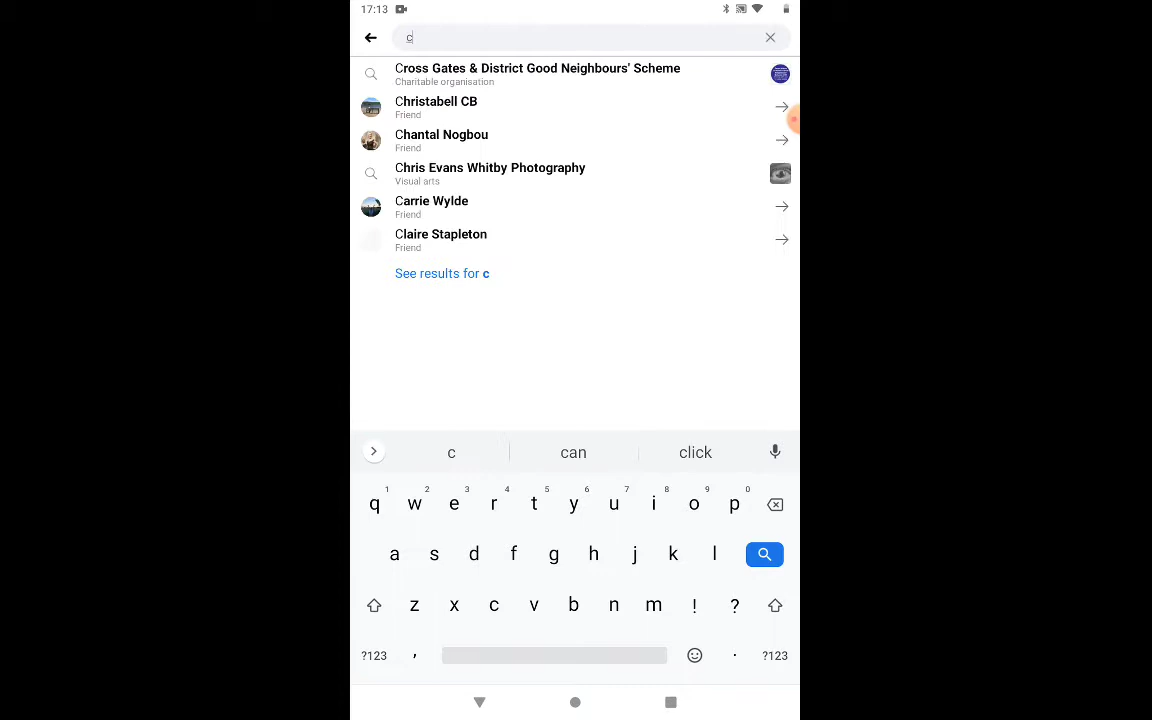 17:13
c
Cross Gates & District Good Neighbours' Scheme
Charitable organisation
Christabell CB
Friend
Chantal Nogbou
Friend
Chris Evans Whitby Photography
Visual arts
Carrie Wylde
Friend
Claire Stapleton
Friend
See results for c
c can click
1 2 3 4 5 6 7 8 9 0
q w e r t y u i o p
a s d f g h j k l
z x c v b n m ! ?
?123 , . ?123